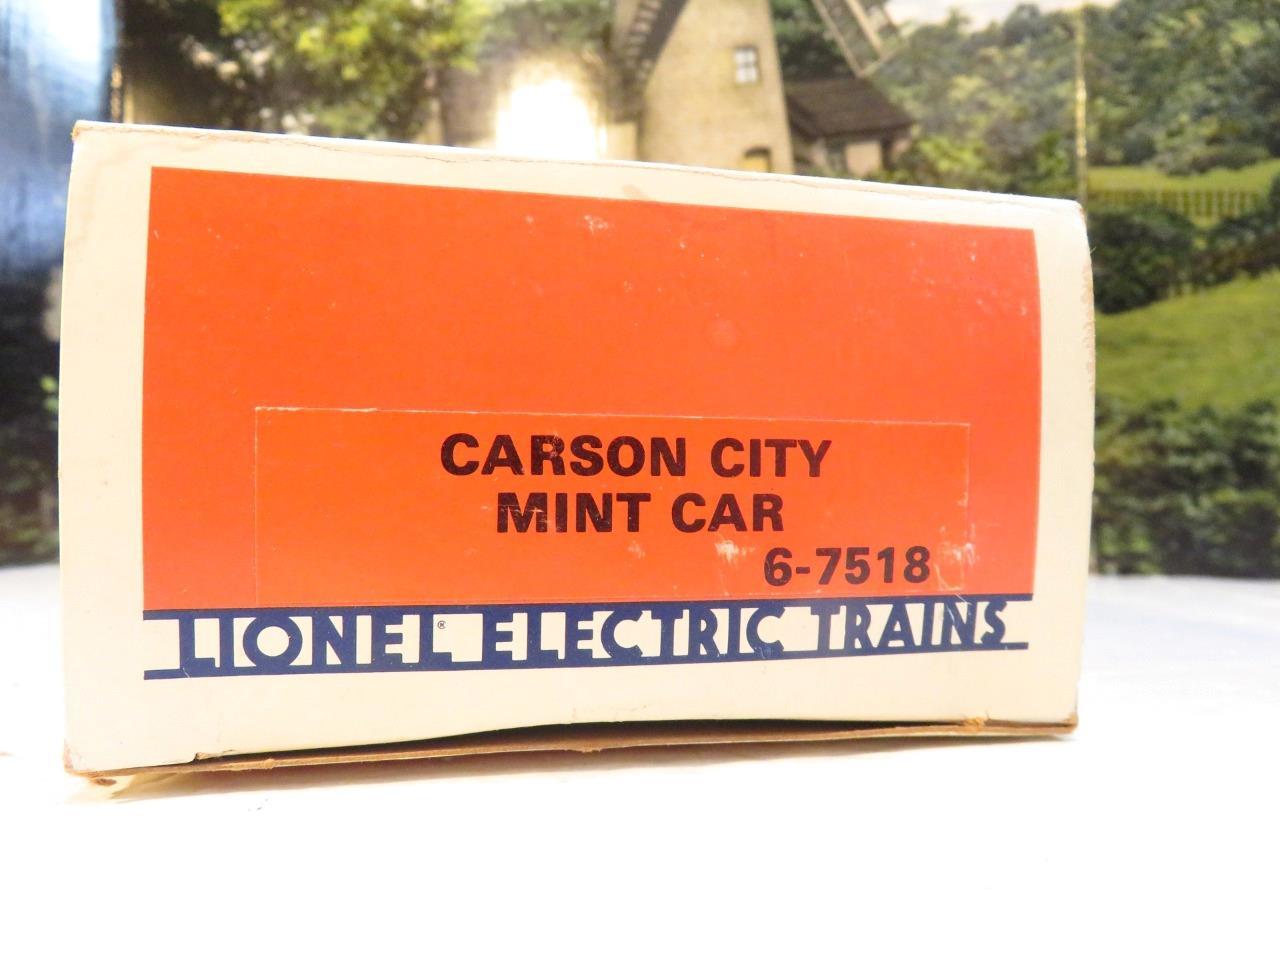 CARSON CITY
MINT CAR
6-7518
LIONEL® ELECTRIC TRAINS